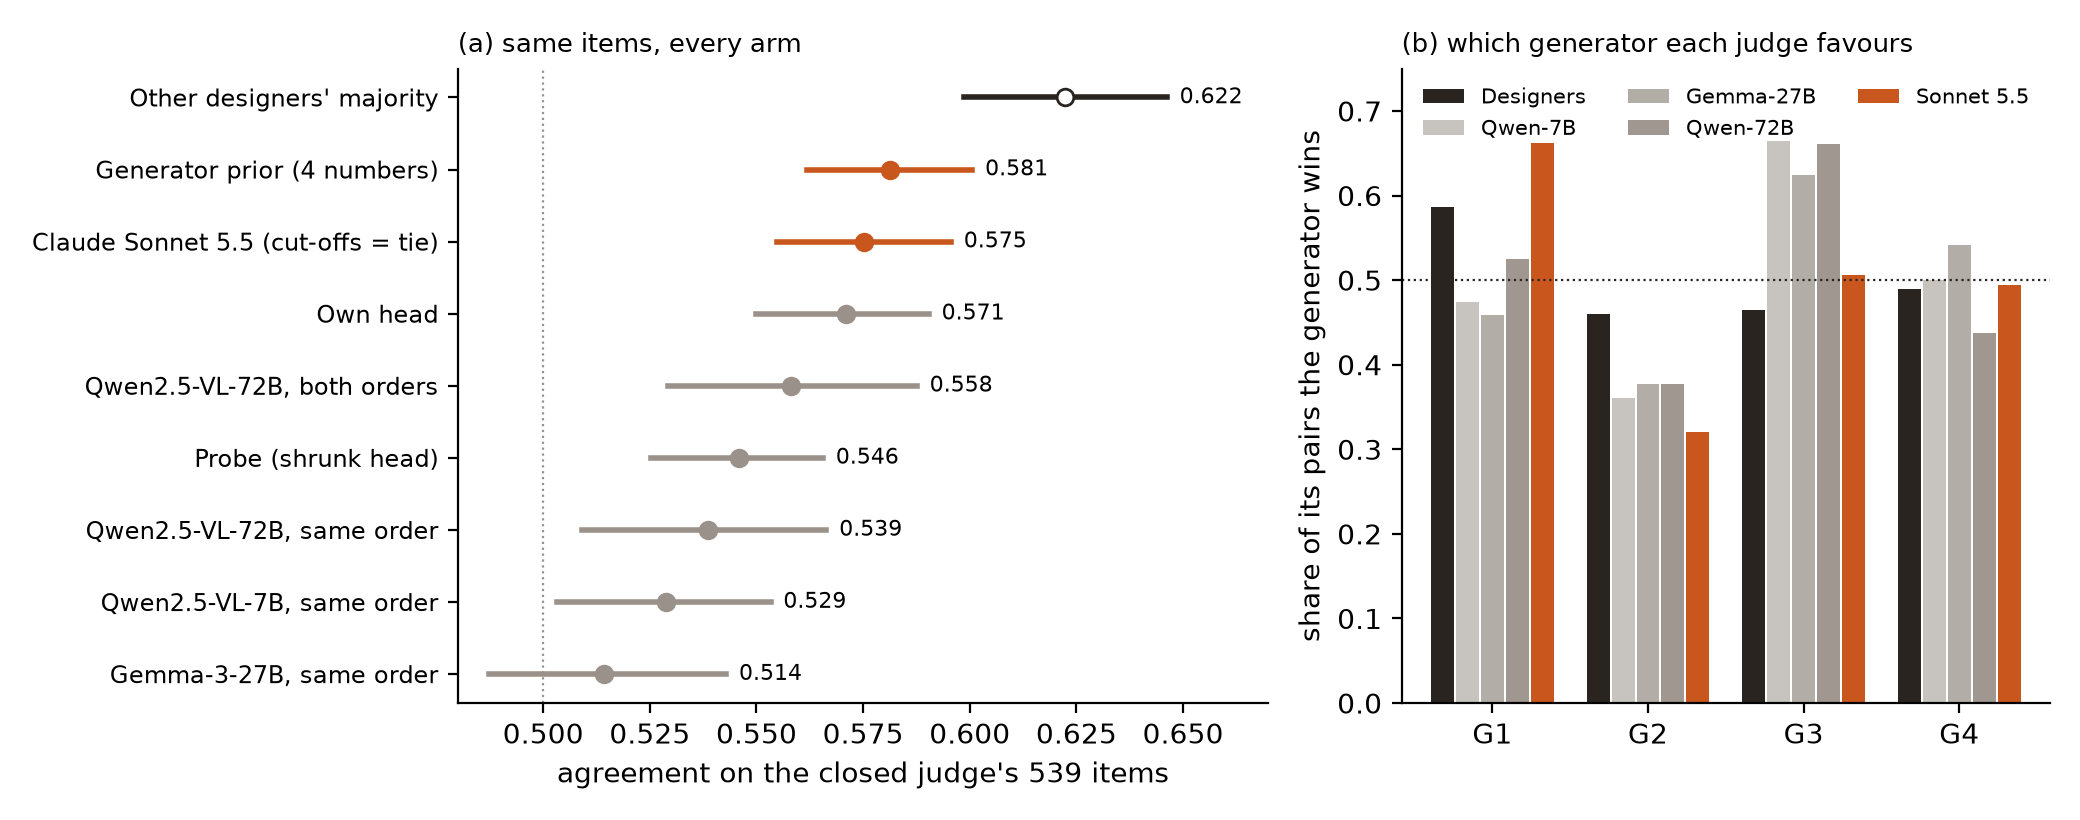 (a) same items, every arm
Other designers' majority
0.622
Generator prior (4 numbers)
0.581
Claude Sonnet 5.5 (cut-offs = tie)
0.575
Own head
0.571
Qwen2.5-VL-72B, both orders
0.558
Probe (shrunk head)
0.546
Qwen2.5-VL-72B, same order
0.539
Qwen2.5-VL-7B, same order
0.529
Gemma-3-27B, same order
0.514
0.500 0.525 0.550 0.575 0.600 0.625 0.650
agreement on the closed judge's 539 items
(b) which generator each judge favours
Designers Gemma-27B Sonnet 5.5
Qwen-7B Qwen-72B
share of its pairs the generator wins
0.7
0.6
0.5
0.4
0.3
0.2
0.1
0.0
G1 G2 G3 G4